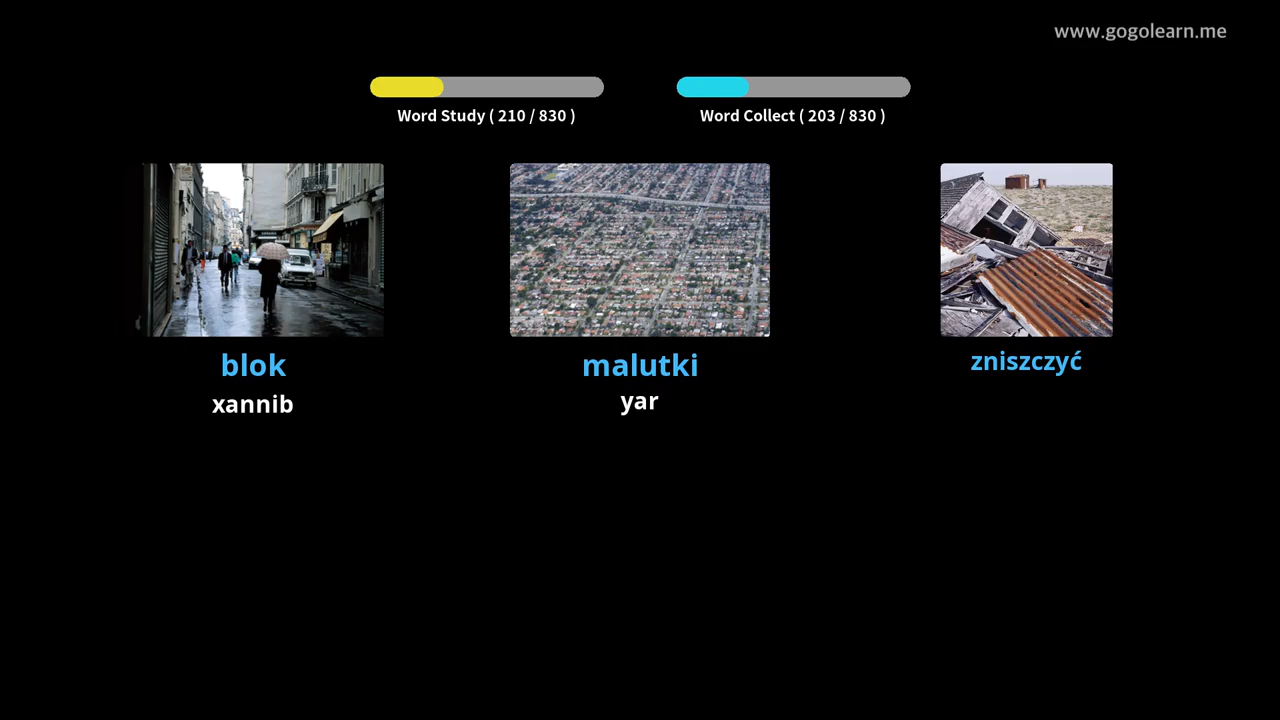 www.gogolearn.me
Word Study ( 210 / 830 )
Word Collect ( 203 / 830 )
blok
xannib
malutki
yar
zniszczyć